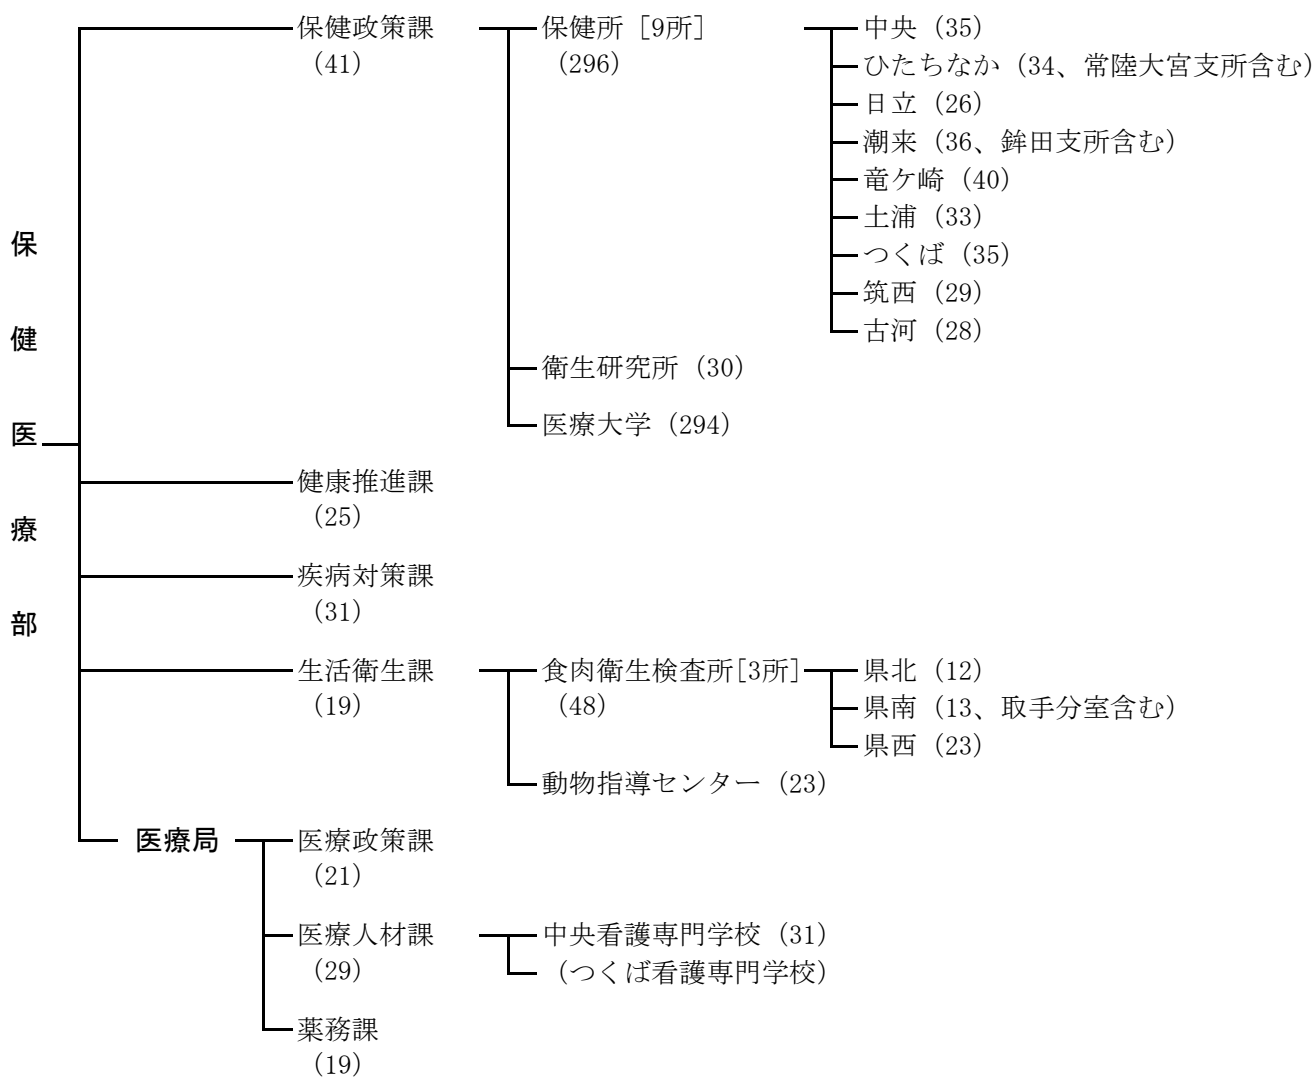 保健医療部
保健政策課
(41)
保健所［9所］
(296)
中央（35）
ひたちなか（34、常陸大宮支所含む）
日立（26）
潮来（36、鉾田支所含む）
竜ケ崎（40）
土浦（33）
つくば（35）
筑西（29）
古河（28）
衛生研究所（30）
医療大学（294）
健康推進課
(25)
疾病対策課
(31)
生活衛生課
(19)
食肉衛生検査所[3所]
(48)
県北（12）
県南（13、取手分室含む）
県西（23）
動物指導センター（23）
医療局
医療政策課
(21)
医療人材課
(29)
中央看護専門学校（31）
（つくば看護専門学校）
薬務課
(19)